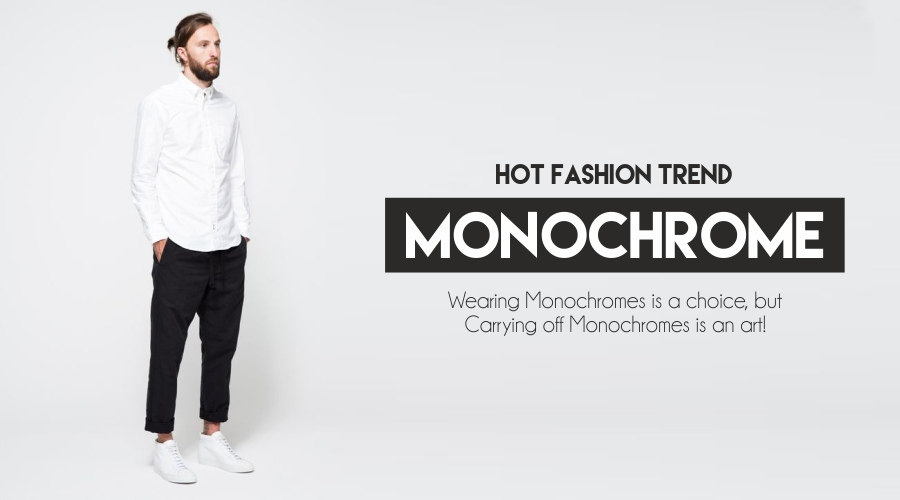 HOT FASHION TREND
MONOCHROME
Wearing Monochromes is a choice, but
Carrying off Monochromes is an art!